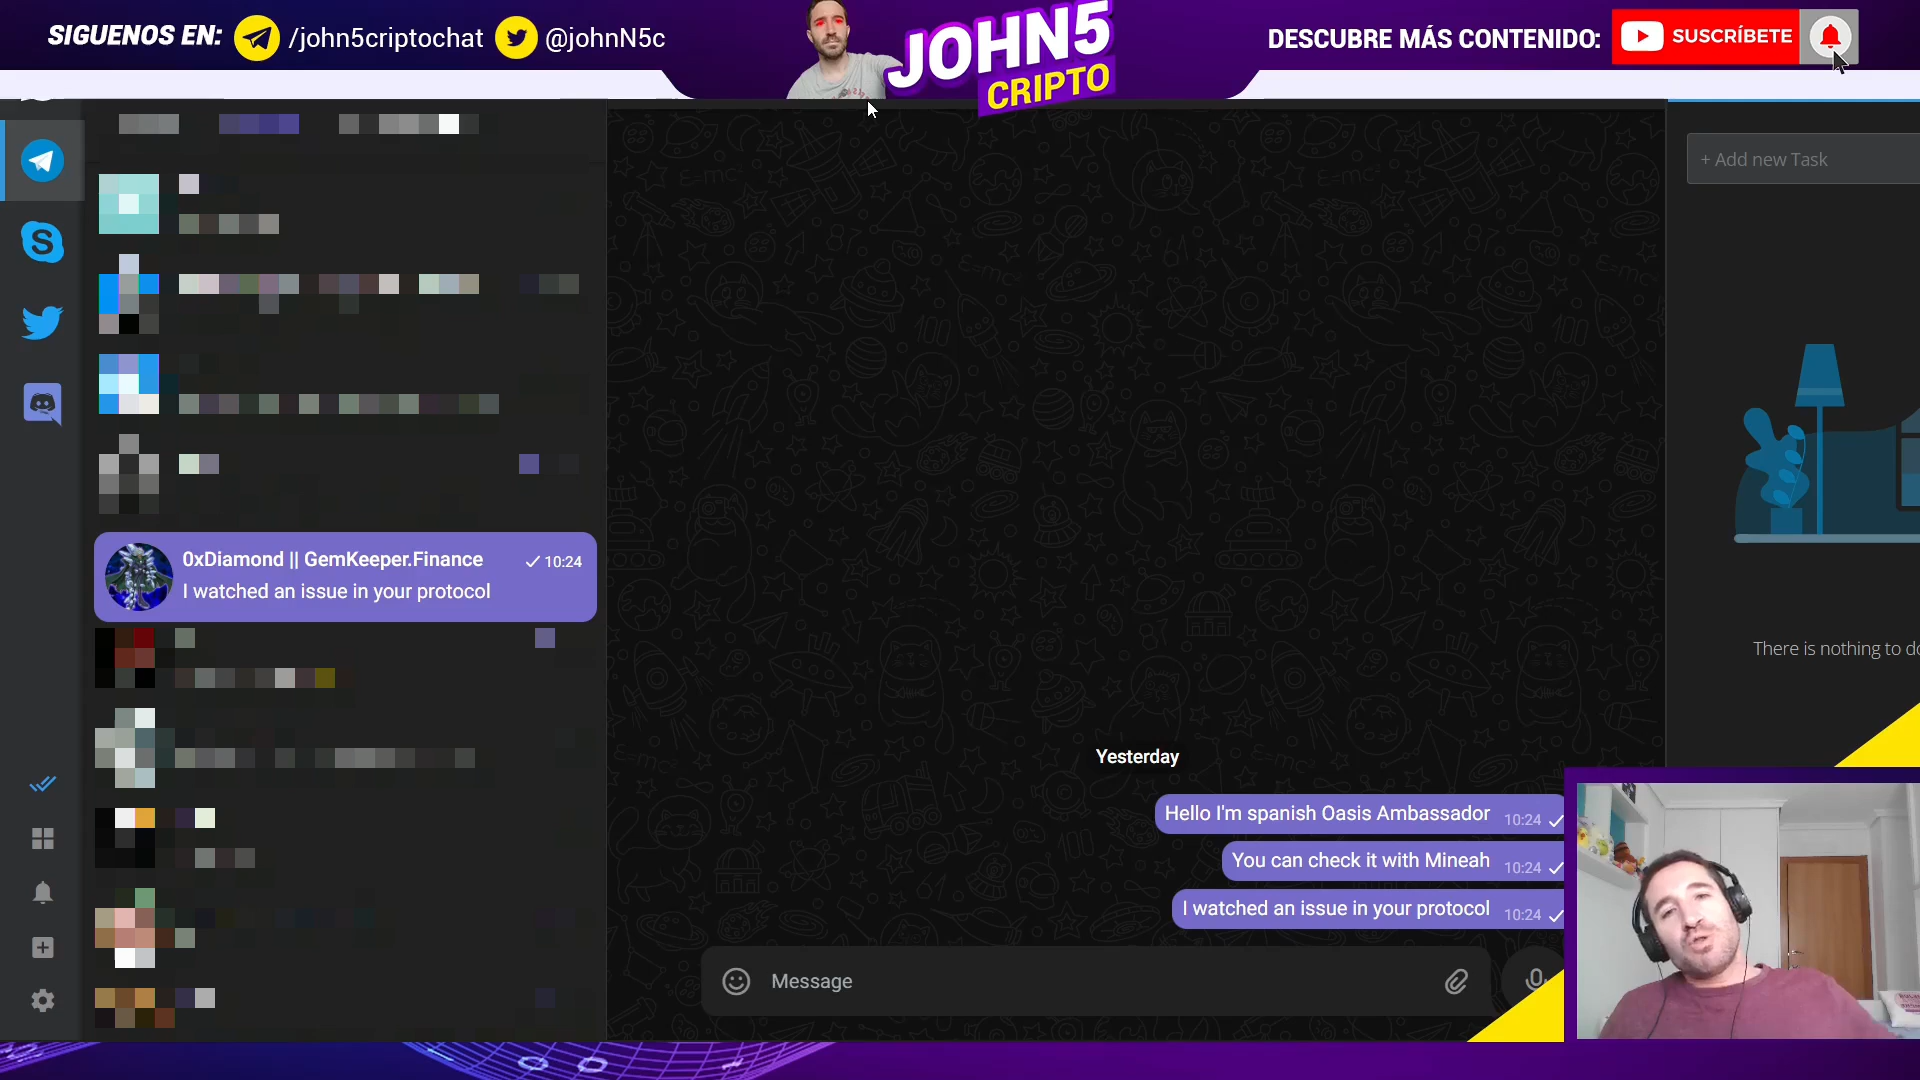 SIGUENOS EN:
/john5criptochat
@johnN5c
JOHN5
CRIPTO
DESCUBRE MÁS CONTENIDO:
SUSCRÍBETE
+ Add new Task
0xDiamond || GemKeeper.Finance
10:24
I watched an issue in your protocol
There is nothing to
Yesterday
Hello I'm spanish Oasis Ambassador 10:24
You can check it with Mineah 10:24
I watched an issue in your protocol 10:24
Message